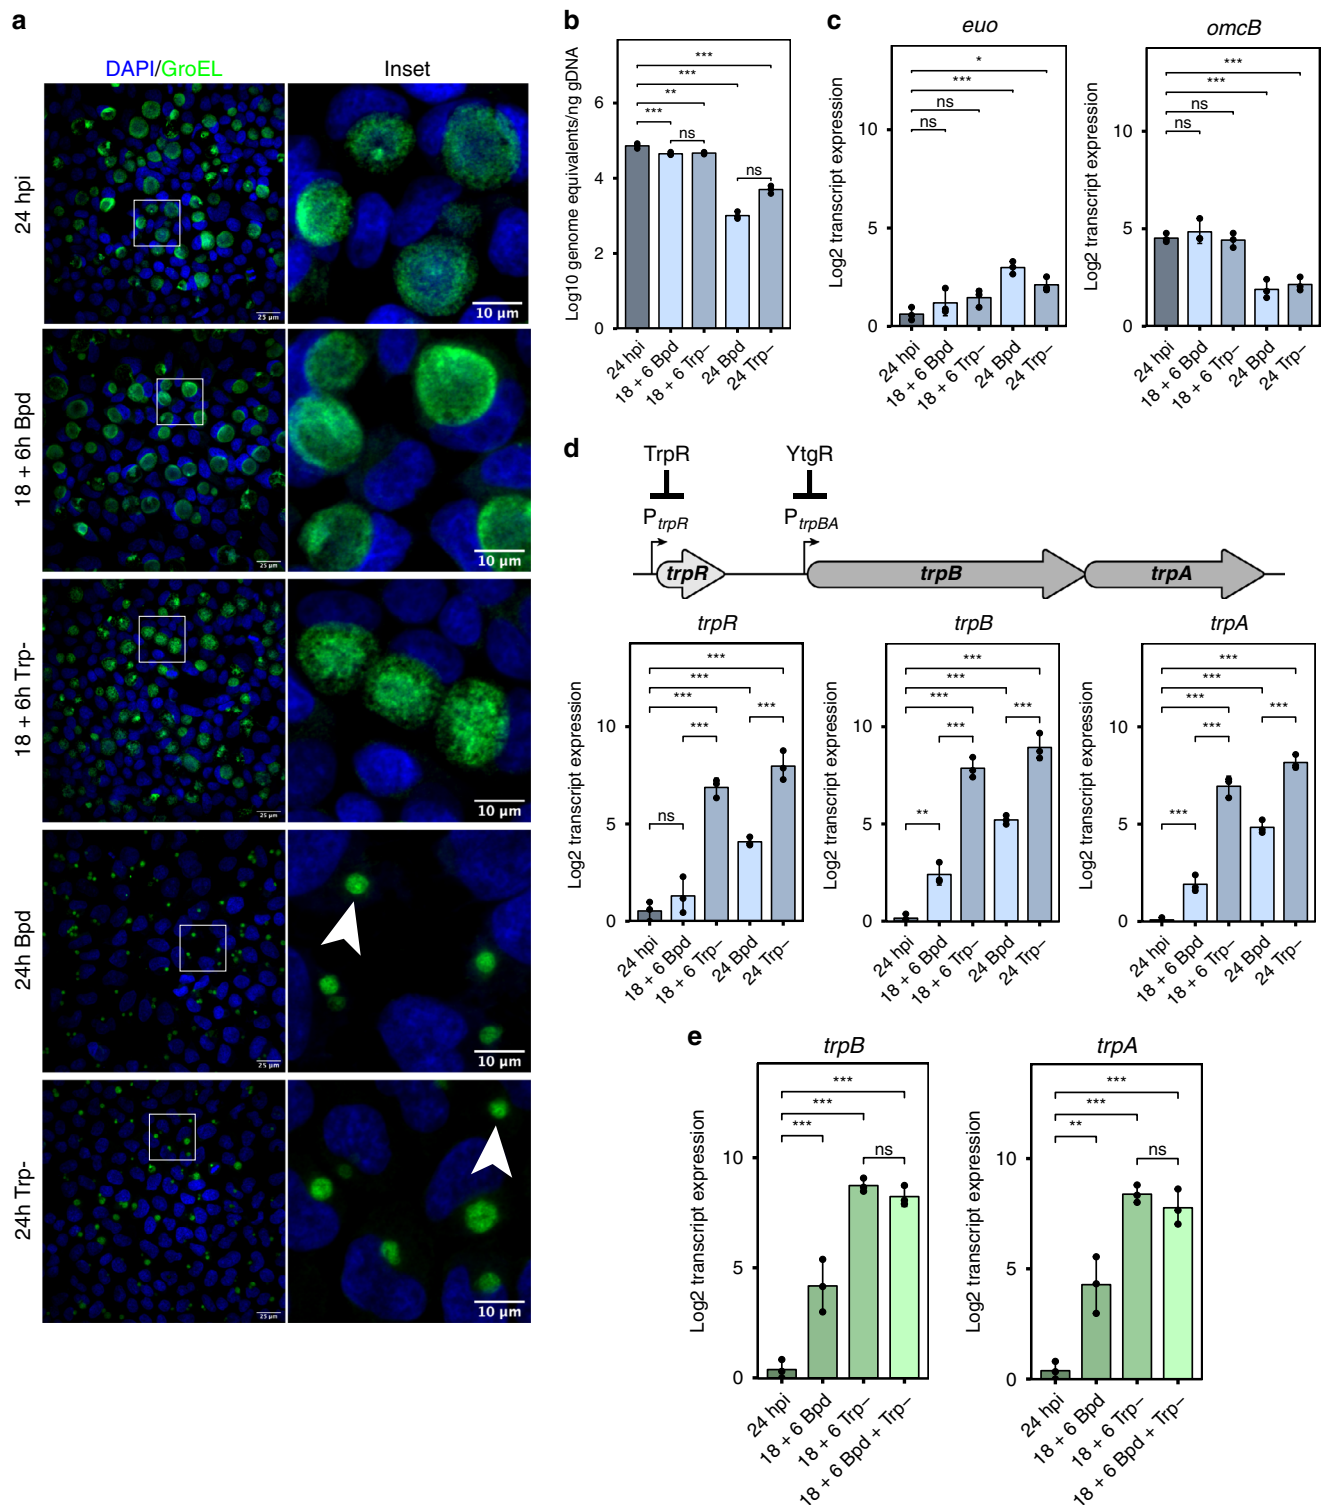 a
DAPI/GroEL
Inset
24 hpi
25 µm
10 µm
18 + 6h Bpd
25 µm
10 µm
18 + 6h Trp-
25 µm
10 µm
24h Bpd
25 µm
10 µm
24h Trp-
25 µm
10 µm
b
Log10 genome equivalents/ng gDNA
6
4
2
0
***
***
**
***
ns
ns
24 hpi
18 + 6 Bpd
18 + 6 Trp–
24 Bpd
24 Trp–
c
euo
Log2 transcript expression
10
5
0
*
***
ns
ns
24 hpi
18 + 6 Bpd
18 + 6 Trp–
24 Bpd
24 Trp–
omcB
Log2 transcript expression
10
5
0
***
***
ns
ns
24 hpi
18 + 6 Bpd
18 + 6 Trp–
24 Bpd
24 Trp–
d
TrpR
YtgR
PtrpR
PtrpBA
trpR
trpB
trpA
trpR
Log2 transcript expression
10
5
0
***
***
***
***
***
ns
24 hpi
18 + 6 Bpd
18 + 6 Trp–
24 Bpd
24 Trp–
trpB
Log2 transcript expression
10
5
0
***
***
***
***
***
**
24 hpi
18 + 6 Bpd
18 + 6 Trp–
24 Bpd
24 Trp–
trpA
Log2 transcript expression
10
5
0
***
***
***
***
***
***
24 hpi
18 + 6 Bpd
18 + 6 Trp–
24 Bpd
24 Trp–
e
trpB
Log2 transcript expression
10
5
0
***
***
***
ns
24 hpi
18 + 6 Bpd
18 + 6 Trp–
18 + 6 Bpd + Trp–
trpA
Log2 transcript expression
10
5
0
***
***
**
ns
24 hpi
18 + 6 Bpd
18 + 6 Trp–
18 + 6 Bpd + Trp–